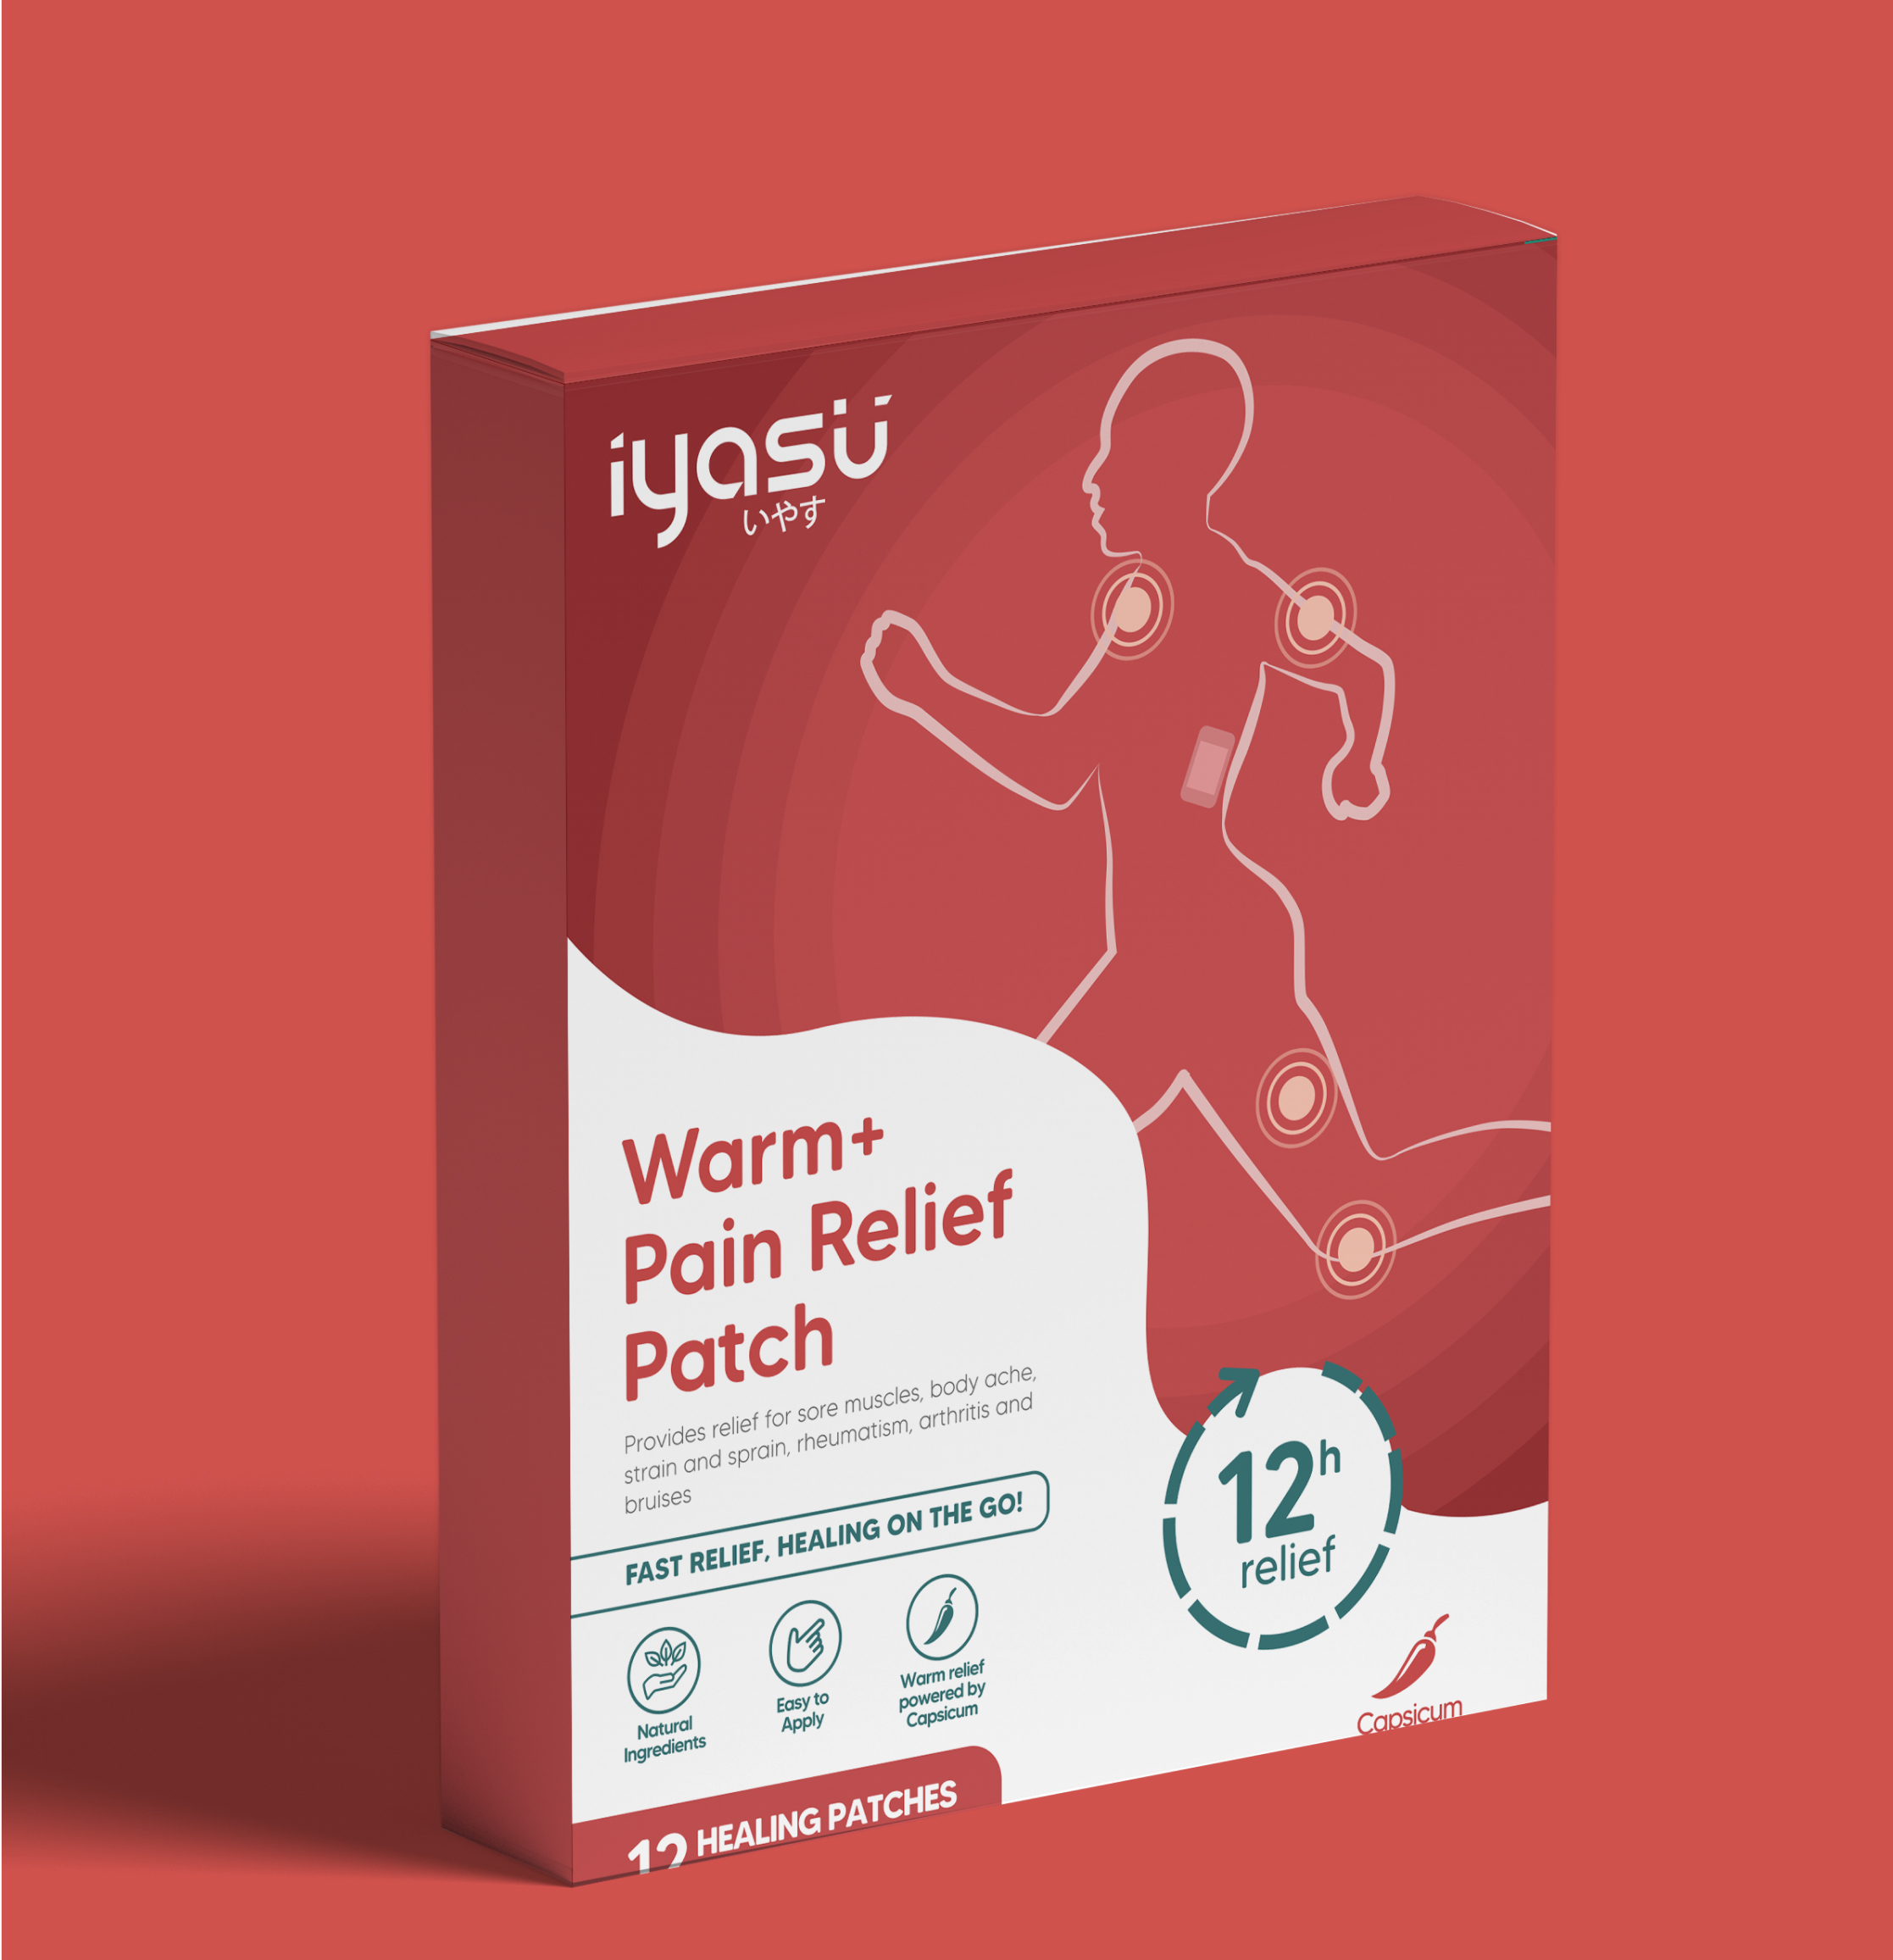 iyasu
いやす
Warm+
Pain Relief
Patch
Provides relief for sore muscles, body ache,
strain and sprain, rheumatism, arthritis and
bruises
FAST RELIEF, HEALING ON THE GO!
Natural
Ingredients
Easy to
Apply
Warm relief
powered by
Capsicum
12h
relief
Capsicum
12 HEALING PATCHES